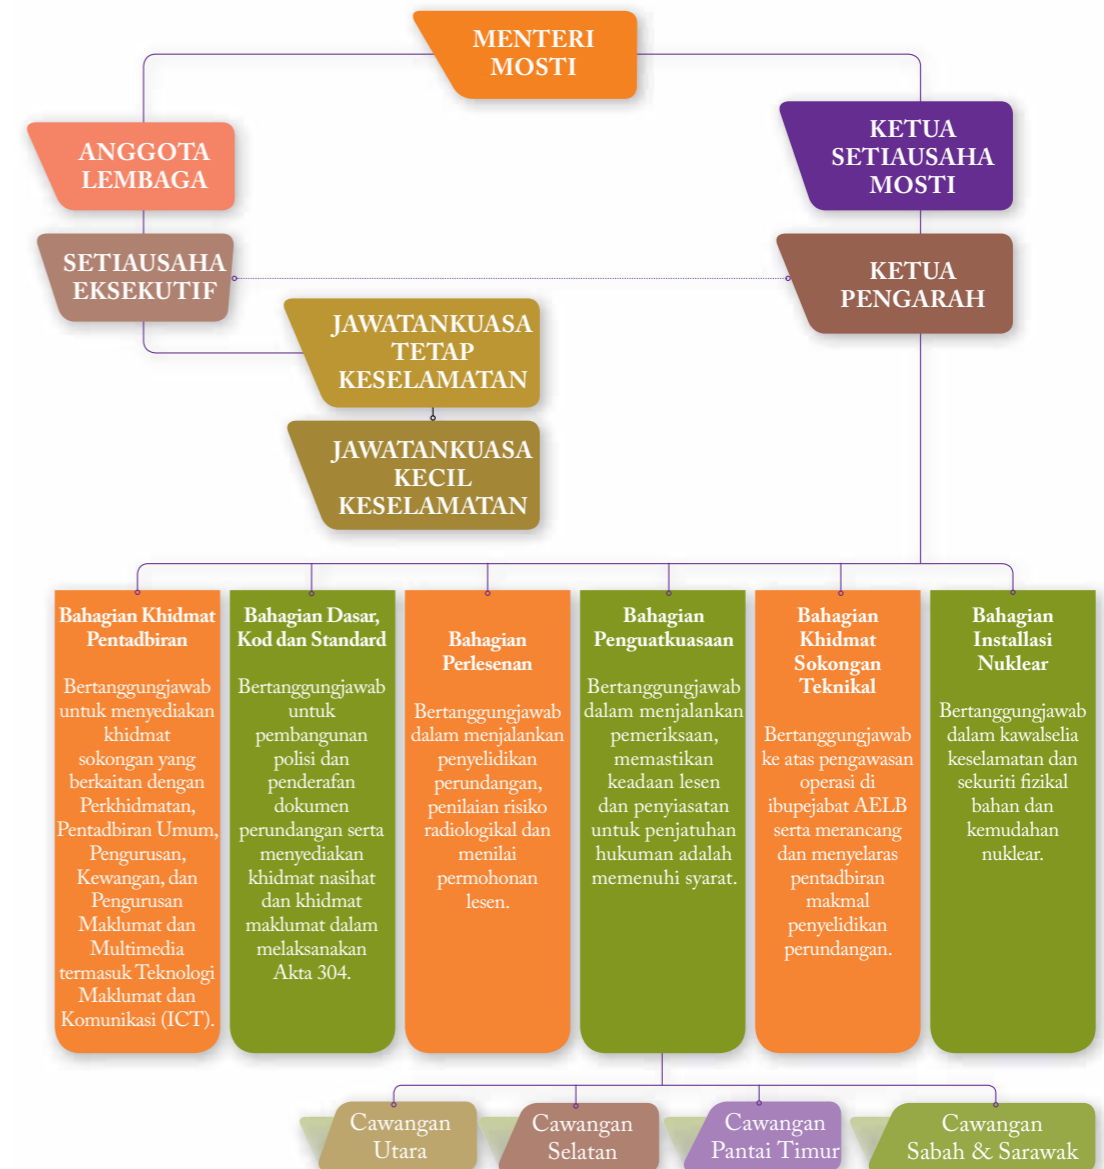 MENTERI
MOSTI
ANGGOTA
LEMBAGA
KETUA
SETIAUSAHA
MOSTI
SETIAUSAHA
EKSEKUTIF
KETUA
PENGARAH
JAWATANKUASA
TETAP
KESELAMATAN
JAWATANKUASA
KECIL
KESELAMATAN
Bahagian Khidmat
Pentadbiran
Bertanggungjawab
untuk menyediakan
khidmat
sokongan yang
berkaitan dengan
Perkhidmatan,
Pentadbiran Umum,
Pengurusan,
Kewangan, dan
Pengurusan
Maklumat dan
Multimedia
termasuk Teknologi
Maklumat dan
Komunikasi (ICT).
Bahagian Dasar,
Kod dan Standard
Bertanggungjawab
untuk
pembangunan
polisi dan
penderafan
dokumen
perundangan serta
menyediakan
khidmat nasihat
dan khidmat
maklumat dalam
melaksanakan
Akta 304.
Bahagian
Perlesenan
Bertanggungjawab
dalam menjalankan
penyelidikan
perundangan,
penilaian risiko
radiologikal dan
menilai
permohonan
lesen.
Bahagian
Penguatkuasaan
Bertanggungjawab
dalam menjalankan
pemeriksaan,
memastikan
keadaan lesen
dan penyiasatan
untuk penjatuhan
hukuman adalah
memenuhi syarat.
Bahagian
Khidmat
Sokongan
Teknikal
Bertanggungjawab
ke atas pengawasan
operasi di
ibupejabat AELB
serta merancang
dan menyelaras
pentadbiran
makmal
penyelidikan
perundangan.
Bahagian
Installasi
Nuklear
Bertanggungjawab
dalam kawalselia
keselamatan dan
sekuriti fizikal
bahan dan
kemudahan
nuklear.
Cawangan
Utara
Cawangan
Selatan
Cawangan
Pantai Timur
Cawangan
Sabah & Sarawak